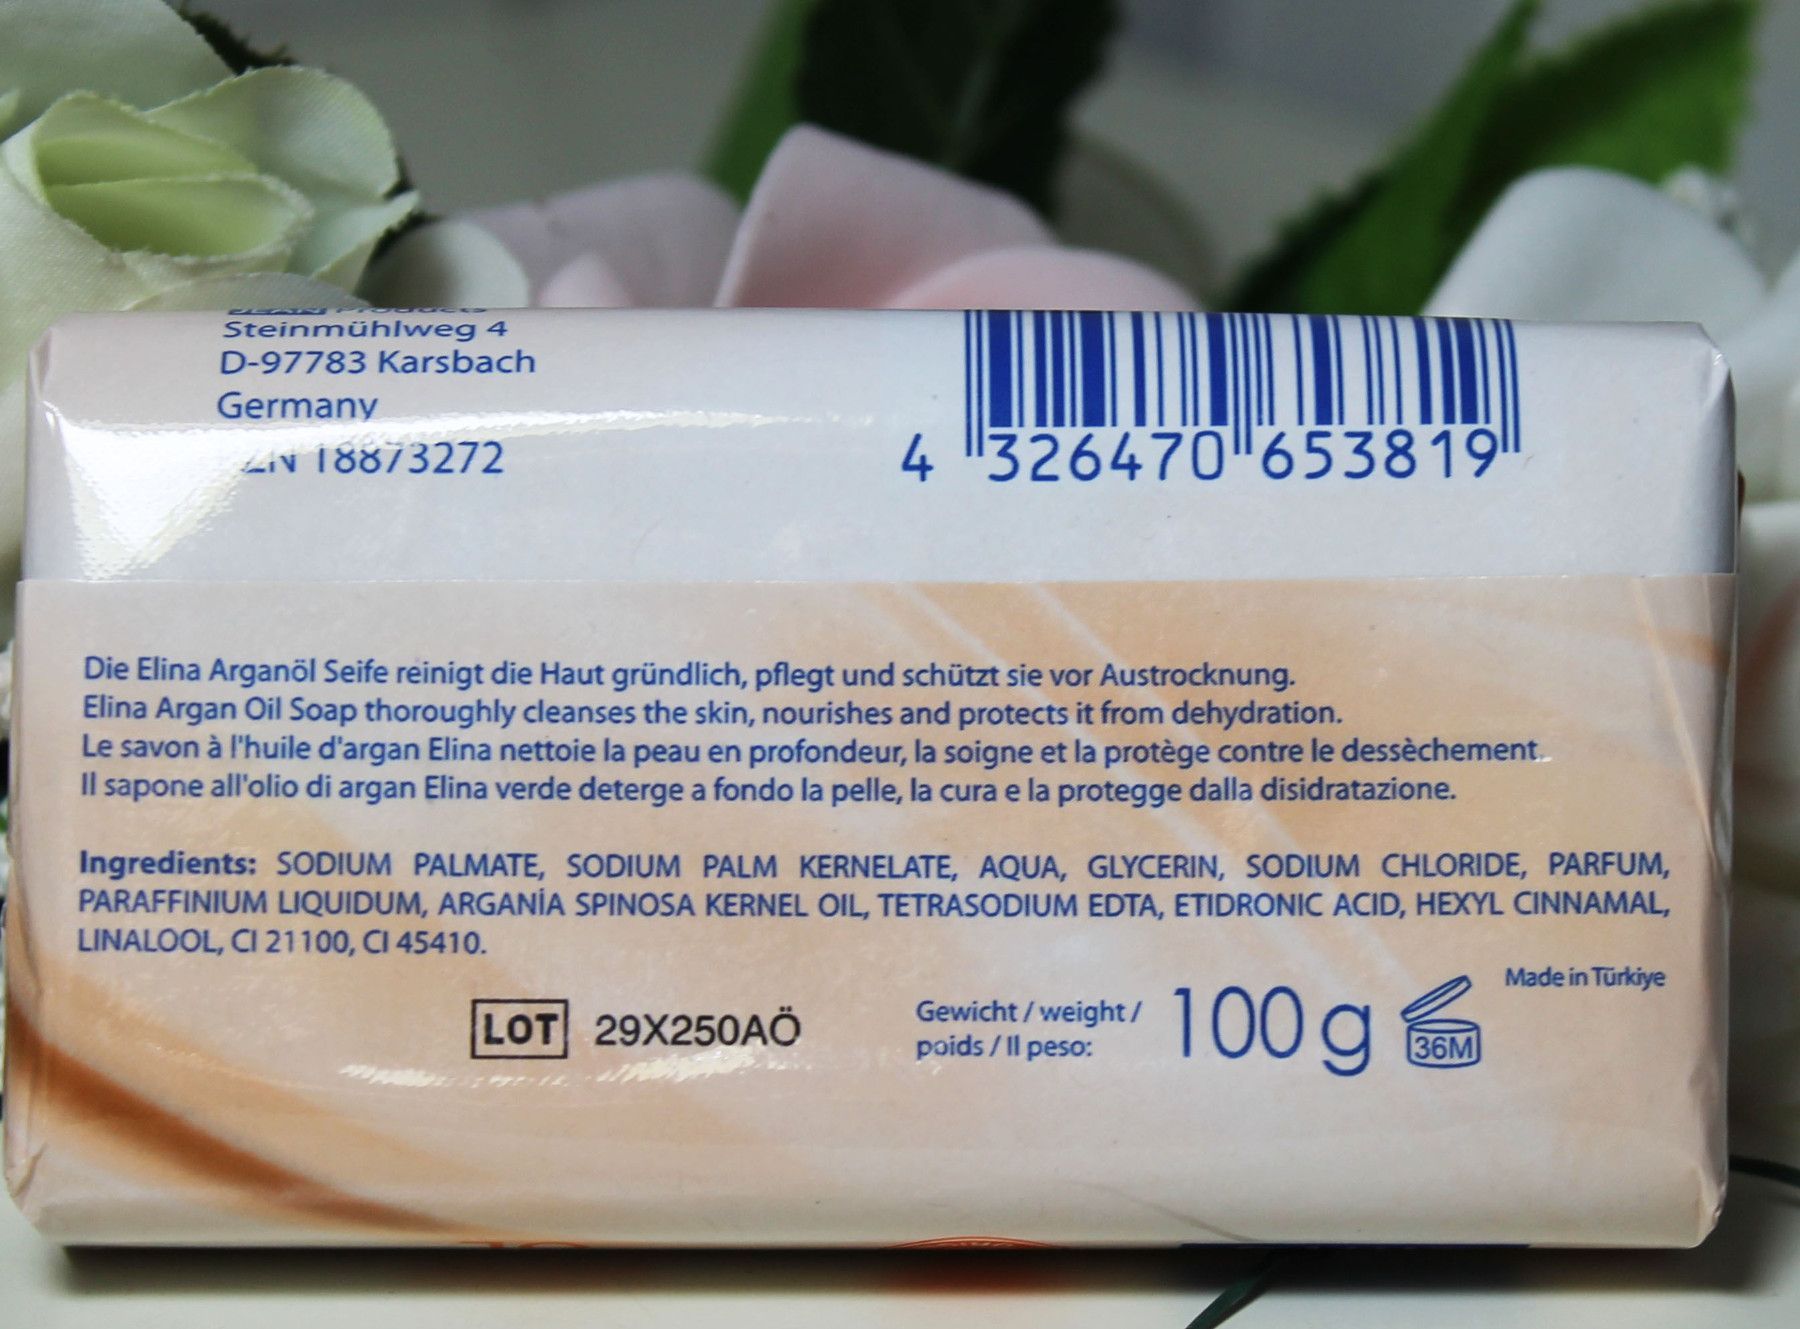 Products
Steinmühlweg 4
D-97783 Karsbach
Germany
ZN 18873272
4 326470 653819
Die Elina Arganöl Seife reinigt die Haut gründlich, pflegt und schützt sie vor Austrocknung.
Elina Argan Oil Soap thoroughly cleanses the skin, nourishes and protects it from dehydration.
Le savon à l'huile d'argan Elina nettoie la peau en profondeur, la soigne et la protège contre le dessèchement.
Il sapone all'olio di argan Elina verde deterge a fondo la pelle, la cura e la protegge dalla disidratazione.
Ingredients: SODIUM PALMATE, SODIUM PALM KERNELATE, AQUA, GLYCERIN, SODIUM CHLORIDE, PARFUM,
PARAFFINIUM LIQUIDUM, ARGANİA SPINOSA KERNEL OIL, TETRASODIUM EDTA, ETIDRONIC ACID, HEXYL CINNAMAL,
LINALOOL, CI 21100, CI 45410.
Made in Türkiye
LOT 29X250AÖ
Gewicht / weight /
poids / Il peso:
100 g
36M